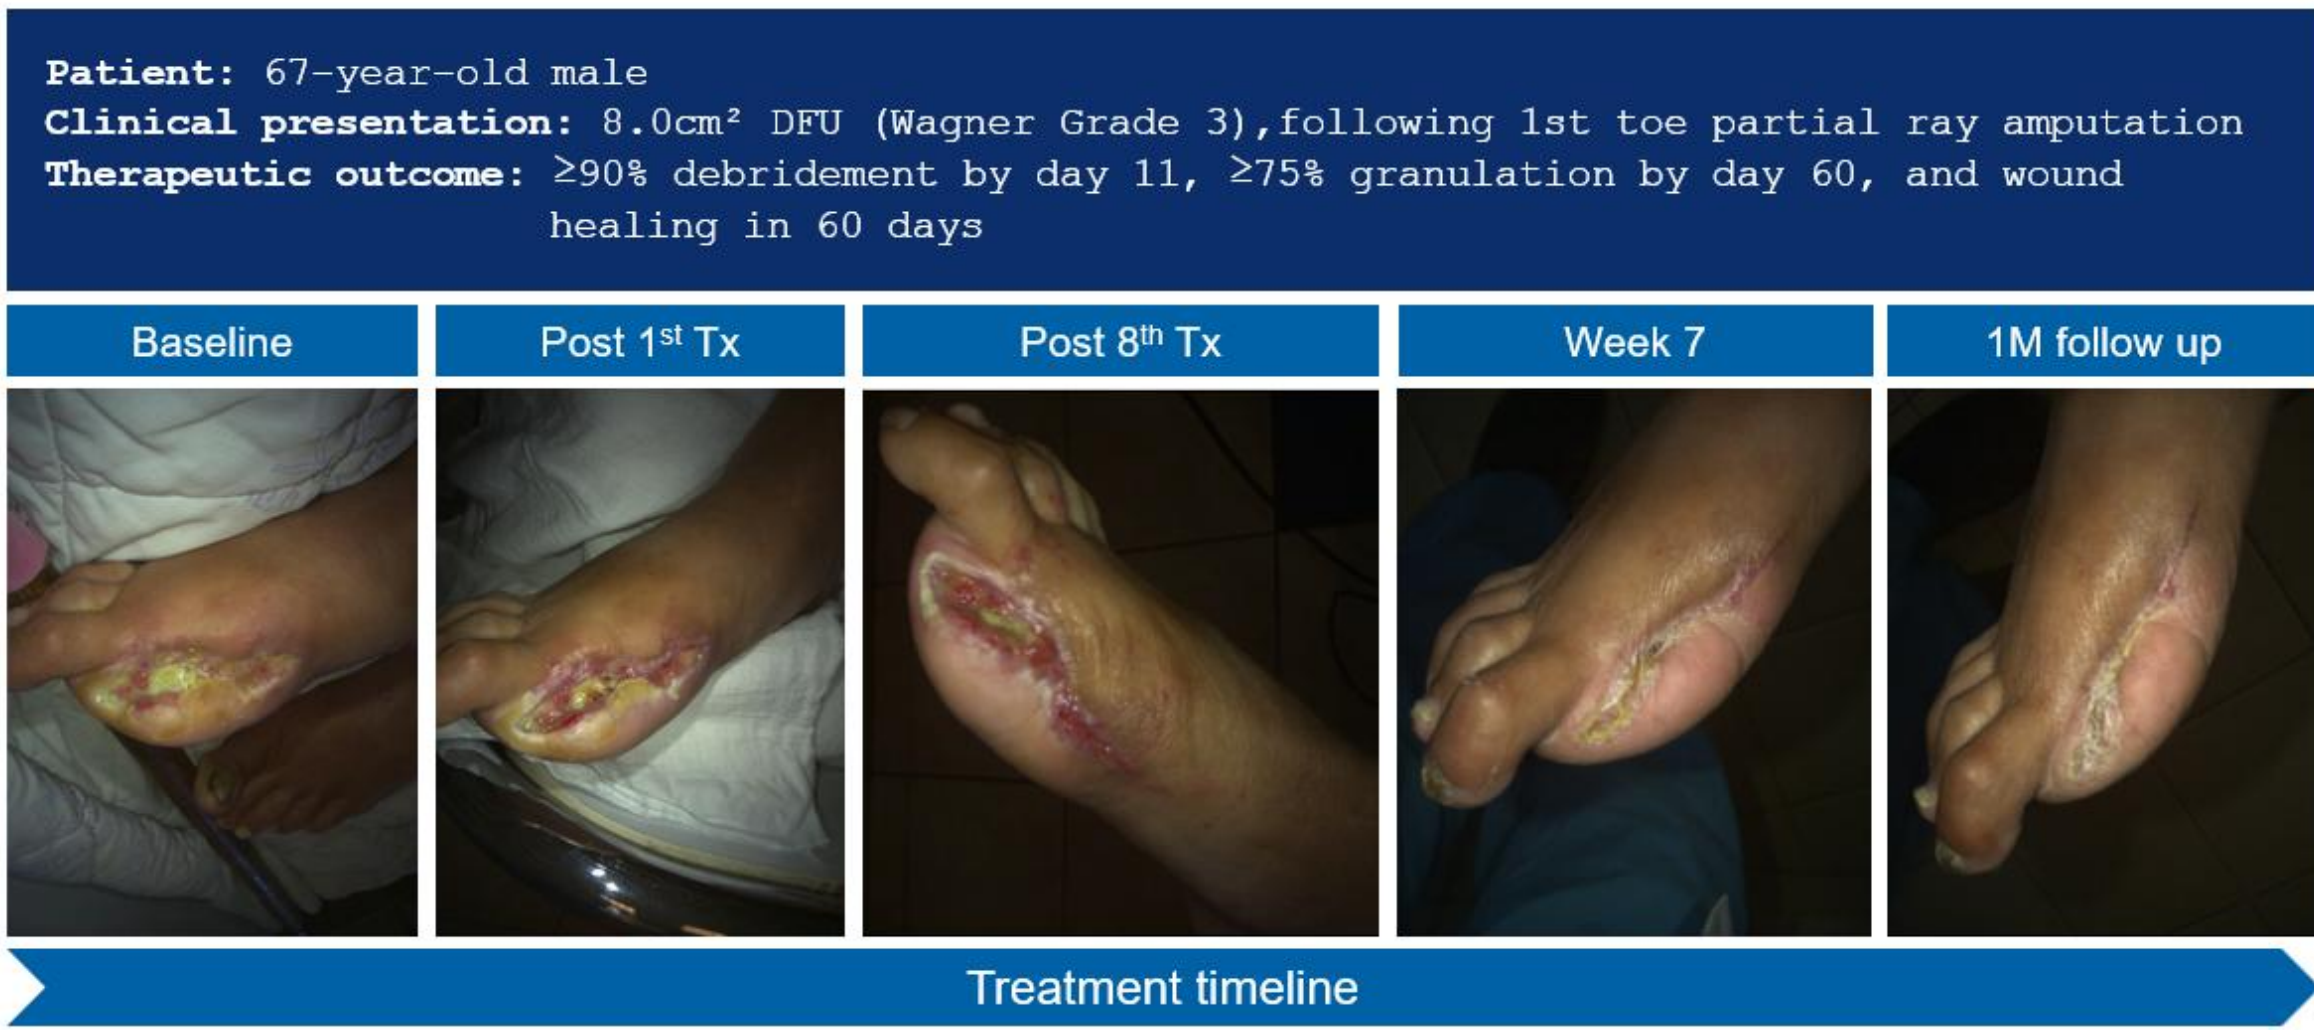 Patient: 67-year-old male
Clinical presentation: 8.0cm² DFU (Wagner Grade 3),following 1st toe partial ray amputation
Therapeutic outcome: ≥90% debridement by day 11, ≥75% granulation by day 60, and wound
healing in 60 days
Baseline
Post 1st Tx
Post 8th Tx
Week 7
1M follow up
Treatment timeline